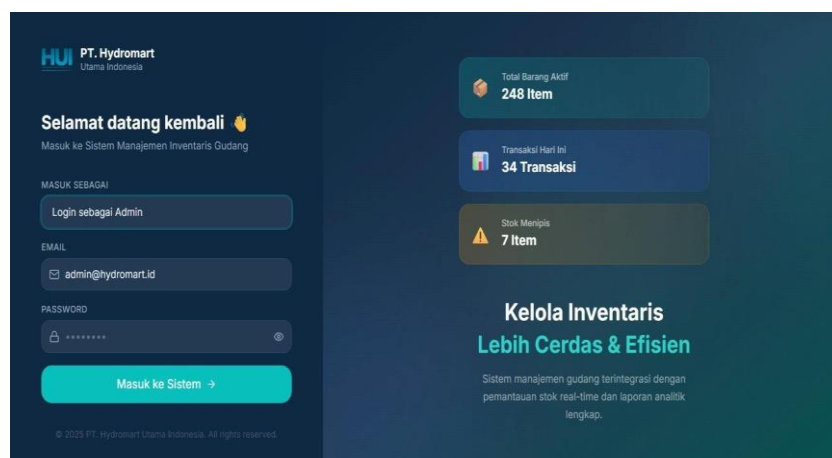 HUI PT. Hydromart
Utama Indonesia
Selamat datang kembali
Masuk ke Sistem Manajemen Inventaris Gudang
MASUK SEBAGAI
Login sebagai Admin
EMAIL
admin@hydromart.id
PASSWORD
Masuk ke Sistem →
© 2025 PT. Hydromart Utama Indonesia. All rights reserved.
Total Barang Aktif
248 Item
Transaksi Hari Ini
34 Transaksi
Stok Menipis
7 Item
Kelola Inventaris
Lebih Cerdas & Efisien
Sistem manajemen gudang terintegrasi dengan
pemantauan stok real-time dan laporan analitik
lengkap.